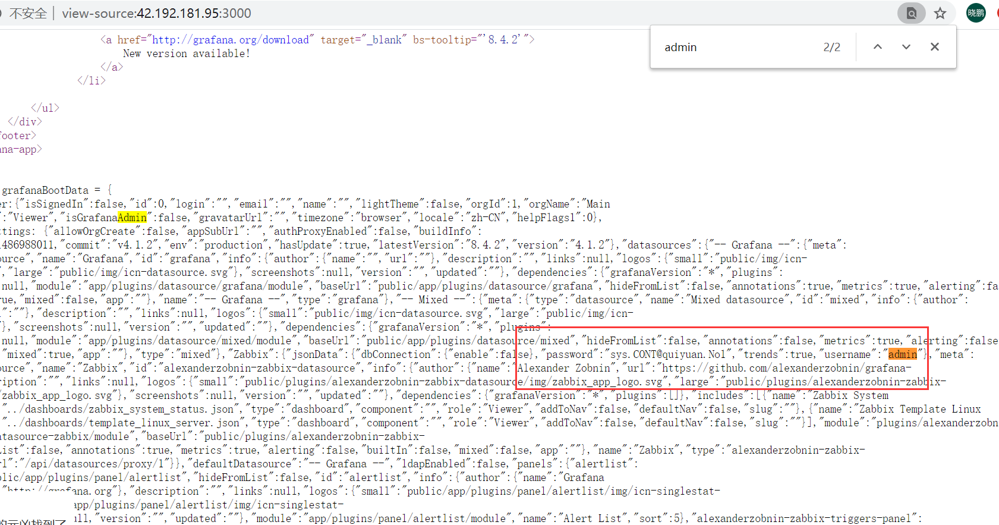 不安全 | view-source:42.192.181.95:3000
admin 2/2
晓鹏
<a href="http://grafana.org/download" target="_blank" bs-tooltip="'8.4.2'">
New version available!
</a>
</li>
</ul>
</div>
footer>
ana-app>
grafanaBootData = {
er:{"isSignedIn":false,"id":0,"login":"","email":"","name":"","lightTheme":false,"orgId":1,"orgName":"Main
":"Viewer","isGrafanaAdmin":false,"gravatarUrl":"","timezone":"browser","locale":"zh-CN","helpFlags1":0},
ttings: {"allowOrgCreate":false,"appSubUrl":"","authProxyEnabled":false,"buildInfo":
1486988011,"commit":"v4.1.2","env":"production","hasUpdate":true,"latestVersion":"8.4.2","version":"4.1.2"},"datasources":{"-- Grafana --":{"meta":
ource","name":"Grafana","id":"grafana","info":{"author":{"name":"","url":""},"description":"","links":null,"logos":{"small":"public/img/icn-
","large":"public/img/icn-datasource.svg"},"screenshots":null,"version":"","updated":""},"dependencies":{"grafanaVersion":"*","plugins":
null,"module":"app/plugins/datasource/grafana/module","baseUrl":"public/app/plugins/datasource/grafana","hideFromList":false,"annotations":true,"metrics":true,"alerting":fa
rue,"mixed":false,"app":""},"name":"-- Grafana --","type":"grafana"},"-- Mixed --":{"meta":{"type":"datasource","name":"Mixed datasource","id":"mixed","info":{"author":
":""},"description":"","links":null,"logos":{"small":"public/img/icn-datasource.svg","large":"public/img/icn-
"},"screenshots":null,"version":"","updated":""},"dependencies":{"grafanaVersion":"*","plugins":
null,"module":"app/plugins/datasource/mixed/module","baseUrl":"public/app/plugins/datasource/mixed","hideFromList":false,"annotations":false,"metrics":true,"alerting":false
"mixed":true,"app":""},"type":"mixed"},"Zabbix":{"jsonData":{"dbConnection":{"enable":false},"password":"sys.CONT@quiyuan.No1","trends":true,"username":"admin"},"meta":
ource","name":"Zabbix","id":"alexanderzobnin-zabbix-datasource","info":{"author":{"name":"Alexander Zobnin","url":"https://github.com/alexanderzobnin/grafana-
ription":"","links":null,"logos":{"small":"public/plugins/alexanderzobnin-zabbix-datasource/img/zabbix_app_logo.svg","large":"public/plugins/alexanderzobnin-zabbix-
/zabbix_app_logo.svg"},"screenshots":null,"version":"","updated":""},"dependencies":{"grafanaVersion":"*","plugins":[]},"includes":[{"name":"Zabbix System
"../dashboards/zabbix_system_status.json","type":"dashboard","component":"","role":"Viewer","addToNav":false,"defaultNav":false,"slug":""},{"name":"Zabbix Template Linux
"../dashboards/template_linux_server.json","type":"dashboard","component":"","role":"Viewer","addToNav":false,"defaultNav":false,"slug":""}],"module":"plugins/alexanderzobn
atasource-zabbix/module","baseUrl":"public/plugins/alexanderzobnin-zabbix-
List":false,"annotations":true,"metrics":true,"alerting":false,"builtIn":false,"mixed":false,"app":""},"name":"Zabbix","type":"alexanderzobnin-zabbix-
rl":"/api/datasources/proxy/1"}},"defaultDatasource":"-- Grafana --","ldapEnabled":false,"panels":{"alertlist":
blic/app/plugins/panel/alertlist","hideFromList":false,"id":"alertlist","info":{"author":{"name":"Grafana
"http://grafana.org"},"description":"","links":null,"logos":{"small":"public/app/plugins/panel/alertlist/img/icn-singlestat-
app/plugins/panel/alertlist/img/icn-singlestat-
ull,"version":"","updated":""},"module":"app/plugins/panel/alertlist/module","name":"Alert List","sort":5},"alexanderzobnin-zabbix-triggers-panel":